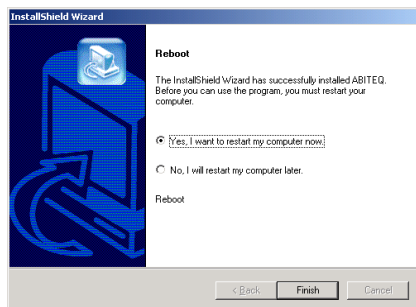 InstallShield Wizard
Reboot
The InstallShield Wizard has successfully installed ABITEQ.
Before you can use the program, you must restart your
computer.
Yes, I want to restart my computer now.
No, I will restart my computer later.
Reboot
< Back
Finish
Cancel